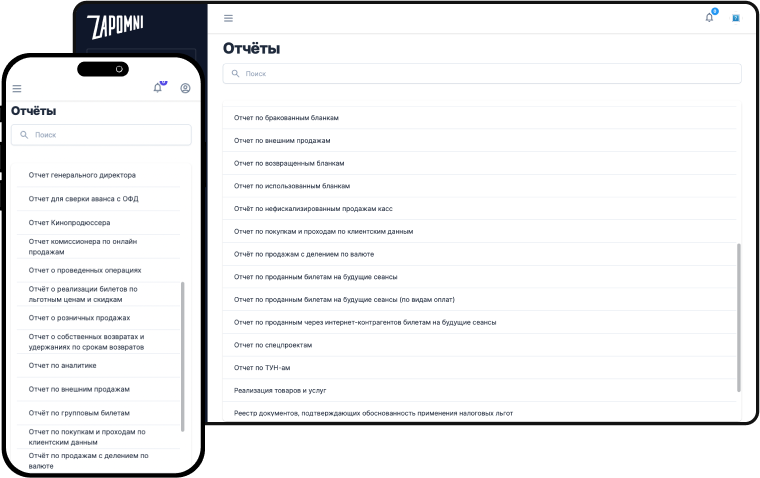 ZAPOMNI
Отчёты
Поиск
Отчет по бракованным бланкам
Отчет по внешним продажам
Отчет по возвращенным бланкам
Отчет по использованным бланкам
Отчёт по нефискализированным продажам касс
Отчет по покупкам и проходам по клиентским данным
Отчёт по продажам с делением по валюте
Отчет по проданным билетам на будущие сеансы
Отчет по проданным билетам на будущие сеансы (по видам оплат)
Отчет по проданным через интернет-контрагентов билетам на будущие сеансы
Отчет по спецпроектам
Отчет по ТУН-ам
Реализация товаров и услуг
Реестр документов, подтверждающих обоснованность применения налоговых льгот
Отчёты
Поиск
Отчет генерального директора
Отчет для сверки аванса с ОФД
Отчет Кинопродюссера
Отчет комиссионера по онлайн
продажам
Отчет о проведенных операциях
Отчёт о реализации билетов по
льготным ценам и скидкам
Отчет о розничных продажах
Отчет о собственных возвратах и
удержаниях по срокам возвратов
Отчет по аналитике
Отчет по внешним продажам
Отчёт по групповым билетам
Отчет по покупкам и проходам по
клиентским данным
Отчёт по продажам с делением по
валюте